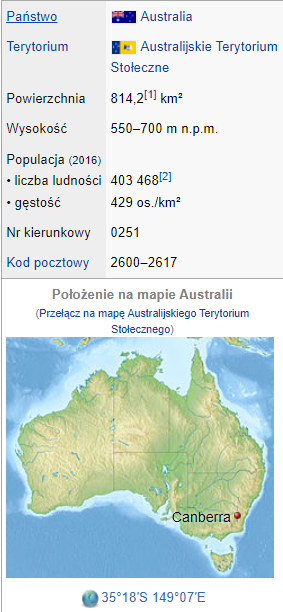 Państwo Australia
Terytorium Australijskie Terytorium
Stołeczne
Powierzchnia 814,2[1] km²
Wysokość 550–700 m n.p.m.
Populacja (2016)
• liczba ludności 403 468[2]
• gęstość 429 os./km²
Nr kierunkowy 0251
Kod pocztowy 2600–2617
Położenie na mapie Australii
(Przełącz na mapę Australijskiego Terytorium
Stołecznego)
Canberra
35°18′S 149°07′E